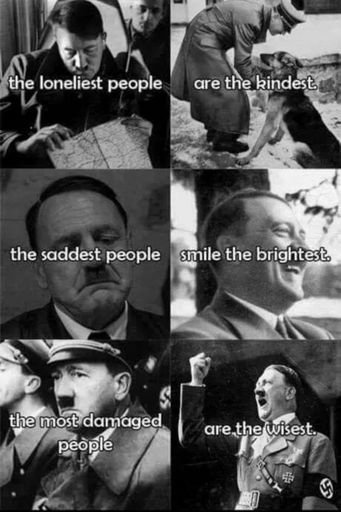 the loneliest people
are the kindest.
the saddest people
smile the brightest.
the most damaged
people
are the wisest.